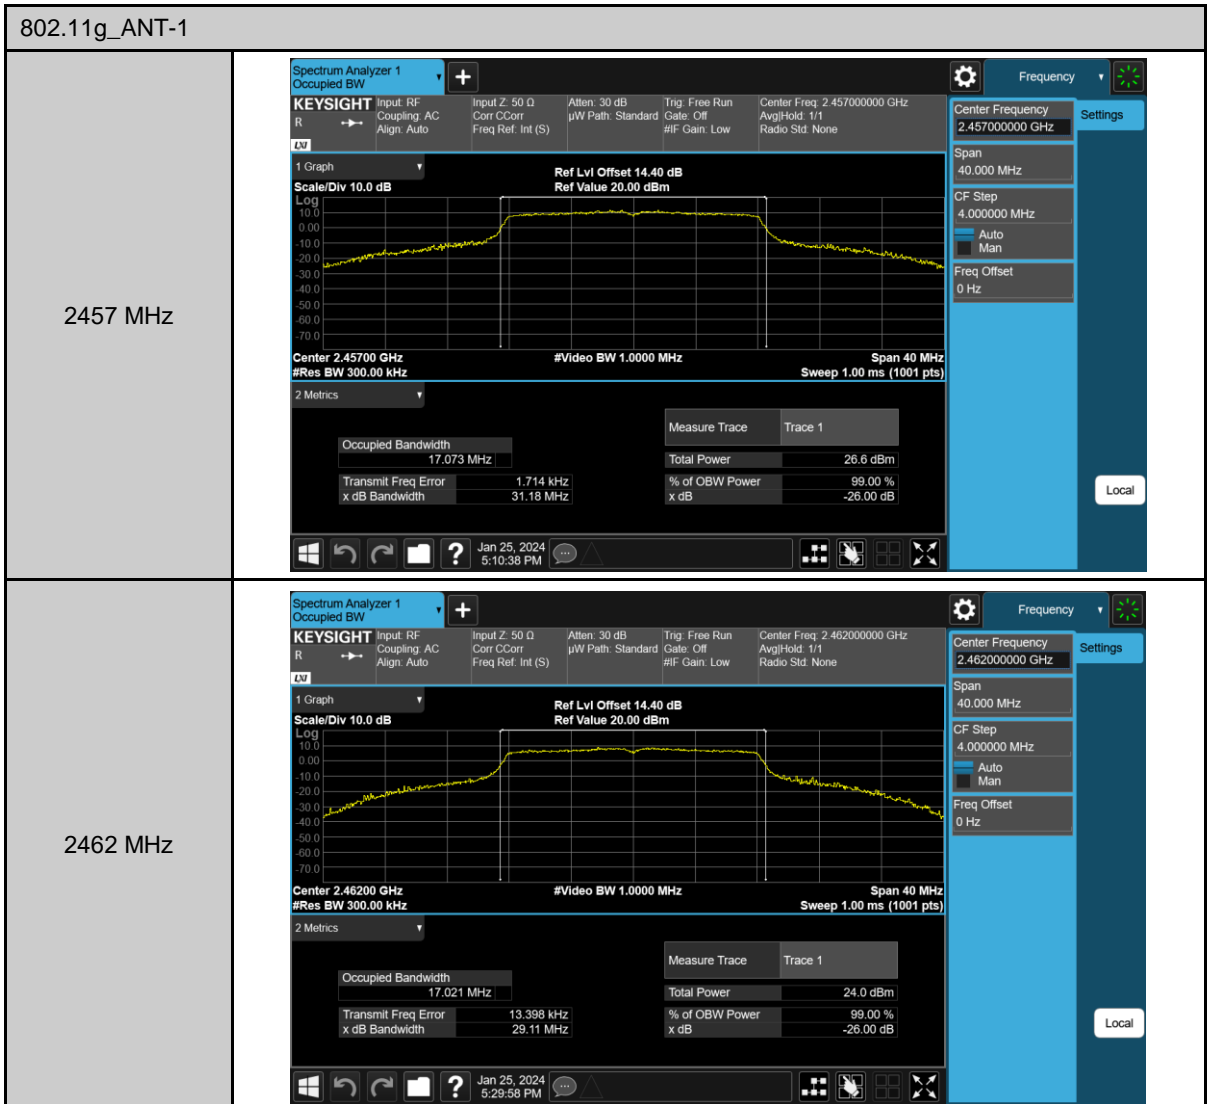 802.11g_ANT-1
2457 MHz
Spectrum Analyzer 1
Occupied BW
+
Frequency
KEYSIGHT
R
LXI
Input: RF
Coupling: AC
Align: Auto
Input Z: 50 Ω
Corr CCorr
Freq Ref: Int (S)
Atten: 30 dB
µW Path: Standard
Trig: Free Run
Gate: Off
#IF Gain: Low
Center Freq: 2.457000000 GHz
Avg|Hold: 1/1
Radio Std: None
Center Frequency
2.457000000 GHz
Settings
Span
40.000 MHz
CF Step
4.000000 MHz
Auto
Man
Freq Offset
0 Hz
Local
1 Graph
Scale/Div 10.0 dB
Ref Lvl Offset 14.40 dB
Ref Value 20.00 dBm
Log
10.0
0.00
-10.0
-20.0
-30.0
-40.0
-50.0
-60.0
-70.0
Center 2.45700 GHz
#Video BW 1.0000 MHz
Span 40 MHz
#Res BW 300.00 kHz
Sweep 1.00 ms (1001 pts)
2 Metrics
Measure Trace Trace 1
Occupied Bandwidth
17.073 MHz
Total Power 26.6 dBm
Transmit Freq Error 1.714 kHz
% of OBW Power 99.00 %
x dB Bandwidth 31.18 MHz
x dB -26.00 dB
?
Jan 25, 2024
5:10:38 PM
2462 MHz
Spectrum Analyzer 1
Occupied BW
+
Frequency
KEYSIGHT
R
LXI
Input: RF
Coupling: AC
Align: Auto
Input Z: 50 Ω
Corr CCorr
Freq Ref: Int (S)
Atten: 30 dB
µW Path: Standard
Trig: Free Run
Gate: Off
#IF Gain: Low
Center Freq: 2.462000000 GHz
Avg|Hold: 1/1
Radio Std: None
Center Frequency
2.462000000 GHz
Settings
Span
40.000 MHz
CF Step
4.000000 MHz
Auto
Man
Freq Offset
0 Hz
Local
1 Graph
Scale/Div 10.0 dB
Ref Lvl Offset 14.40 dB
Ref Value 20.00 dBm
Log
10.0
0.00
-10.0
-20.0
-30.0
-40.0
-50.0
-60.0
-70.0
Center 2.46200 GHz
#Video BW 1.0000 MHz
Span 40 MHz
#Res BW 300.00 kHz
Sweep 1.00 ms (1001 pts)
2 Metrics
Measure Trace Trace 1
Occupied Bandwidth
17.021 MHz
Total Power 24.0 dBm
Transmit Freq Error 13.398 kHz
% of OBW Power 99.00 %
x dB Bandwidth 29.11 MHz
x dB -26.00 dB
?
Jan 25, 2024
5:29:58 PM